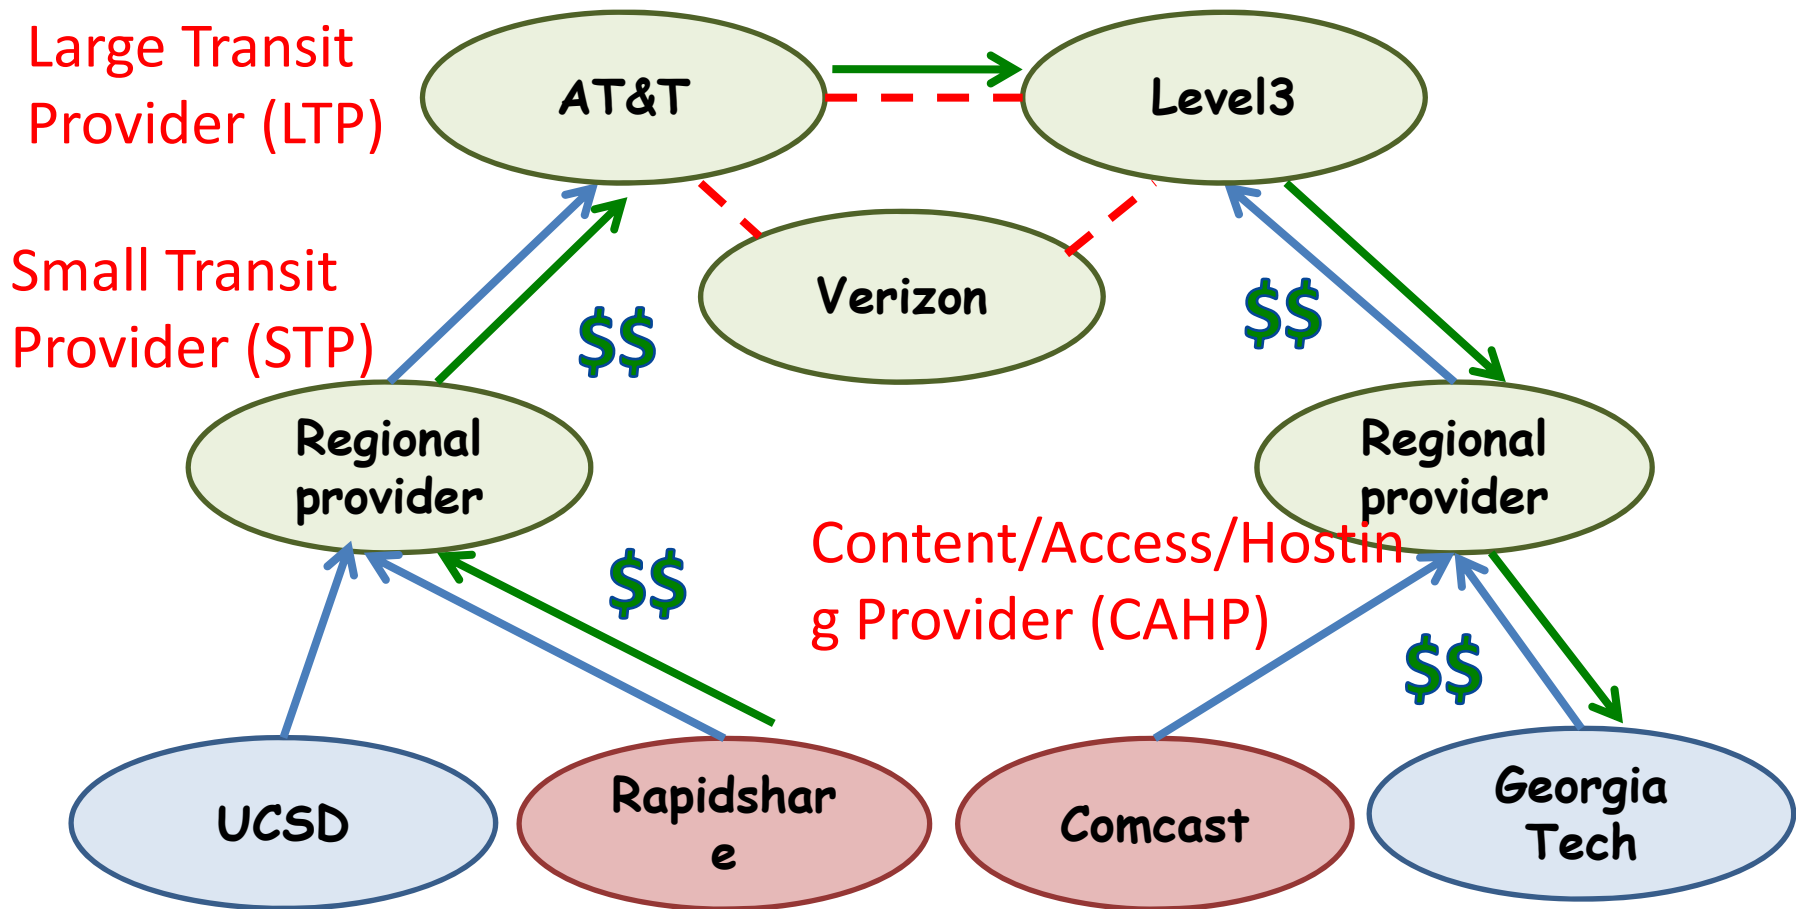 Large Transit
Provider (LTP)
AT&T
Level3
Small Transit
Provider (STP)
Verizon
$$
$$
Regional
provider
Regional
provider
Content/Access/Hostin
g Provider (CAHP)
$$
$$
UCSD
Rapidshar
e
Comcast
Georgia
Tech